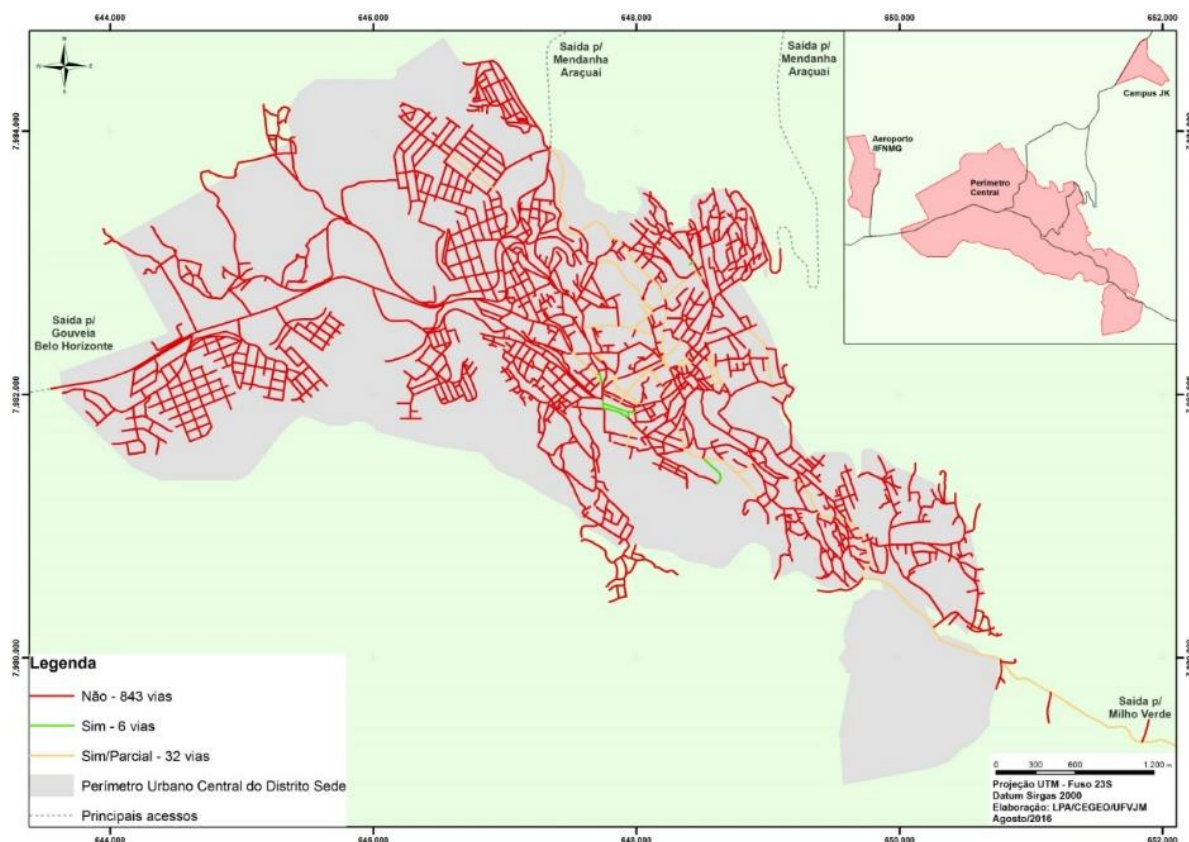 644.000
646.000
648.000
650.000
652.000
N
W
E
S
Saída p/
Mendanha
Araçuai
Saída p/
Mendanha
Araçuai
Campus JK
Aeroporto
/IFNMG
Perímetro
Central
7.984.000
Saída p/
Gouveia
Belo Horizonte
7.982.000
7.980.000
Legenda
Não - 843 vias
Sim - 6 vias
Sim/Parcial - 32 vias
Perímetro Urbano Central do Distrito Sede
Principais acessos
Saída p/
Milho Verde
0 300 600 1.200 m
Projeção UTM - Fuso 23S
Datum Sirgas 2000
Elaboração: LPA/CEGEO/UFVJM
Agosto/2016
644.000
646.000
648.000
650.000
652.000